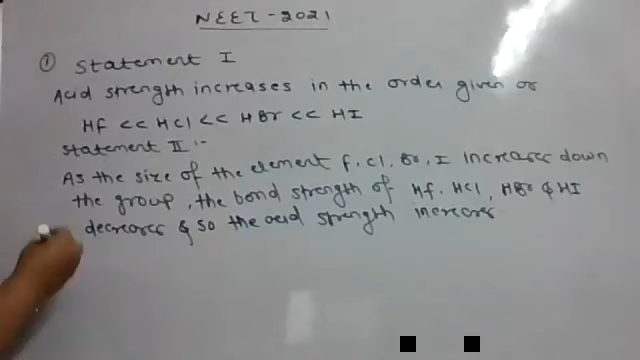 NEET-2021
① Statement I
Acid strength increases in the order given as
HF << HCl << HBr << HI
Statement II :-
As the size of the element F, Cl, Br, I increases down
the group, the bond strength of HF, HCl, HBr & HI
decreases & so the acid strength increases